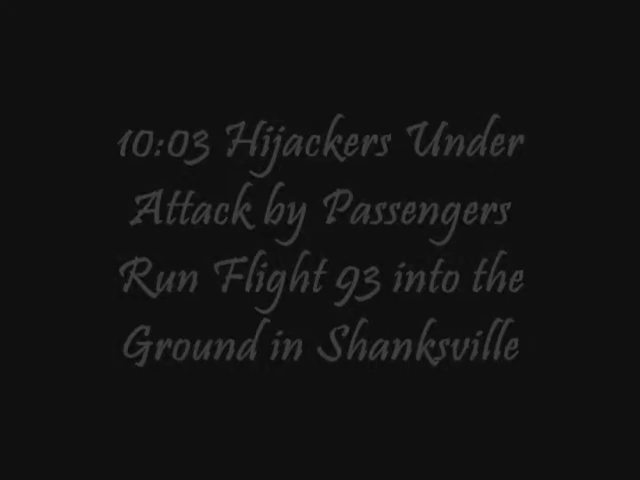 10:03 Hijackers Under
Attack by Passengers
Run Flight 93 into the
Ground in Shanksville